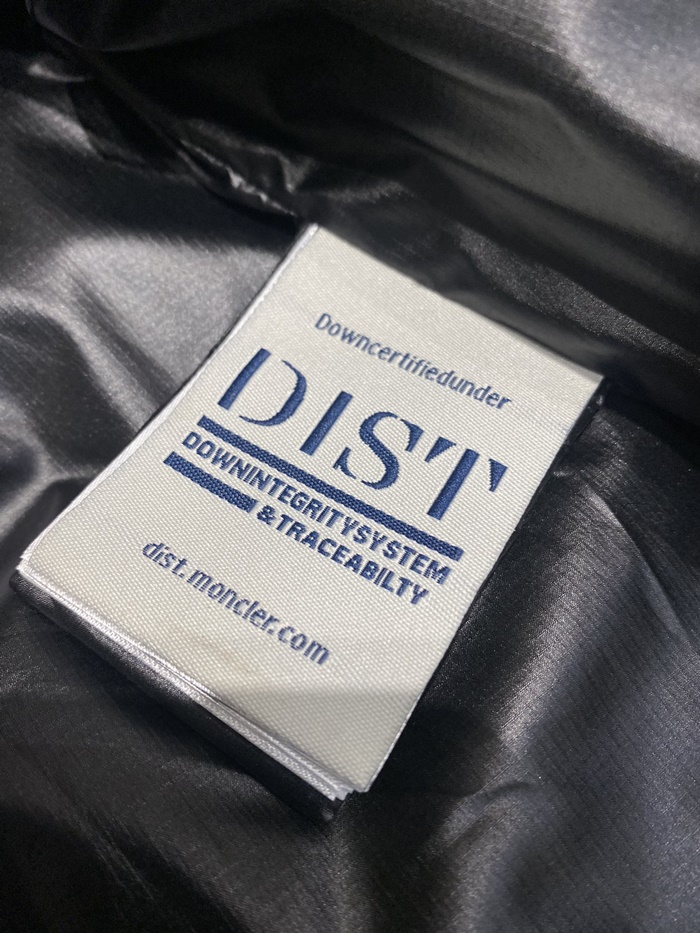 Downcertifiedunder
DIST
DOWNINTEGRITYSYSTEM
&TRACEABILTY
dist.moncler.com